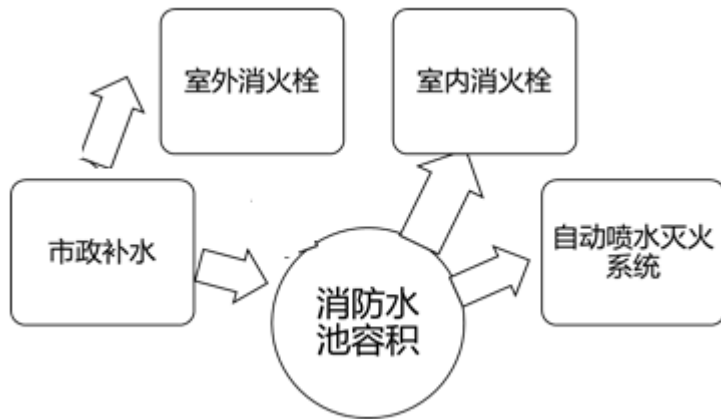 室外消火栓
室内消火栓
市政补水
自动喷水灭火
系统
消防水
池容积